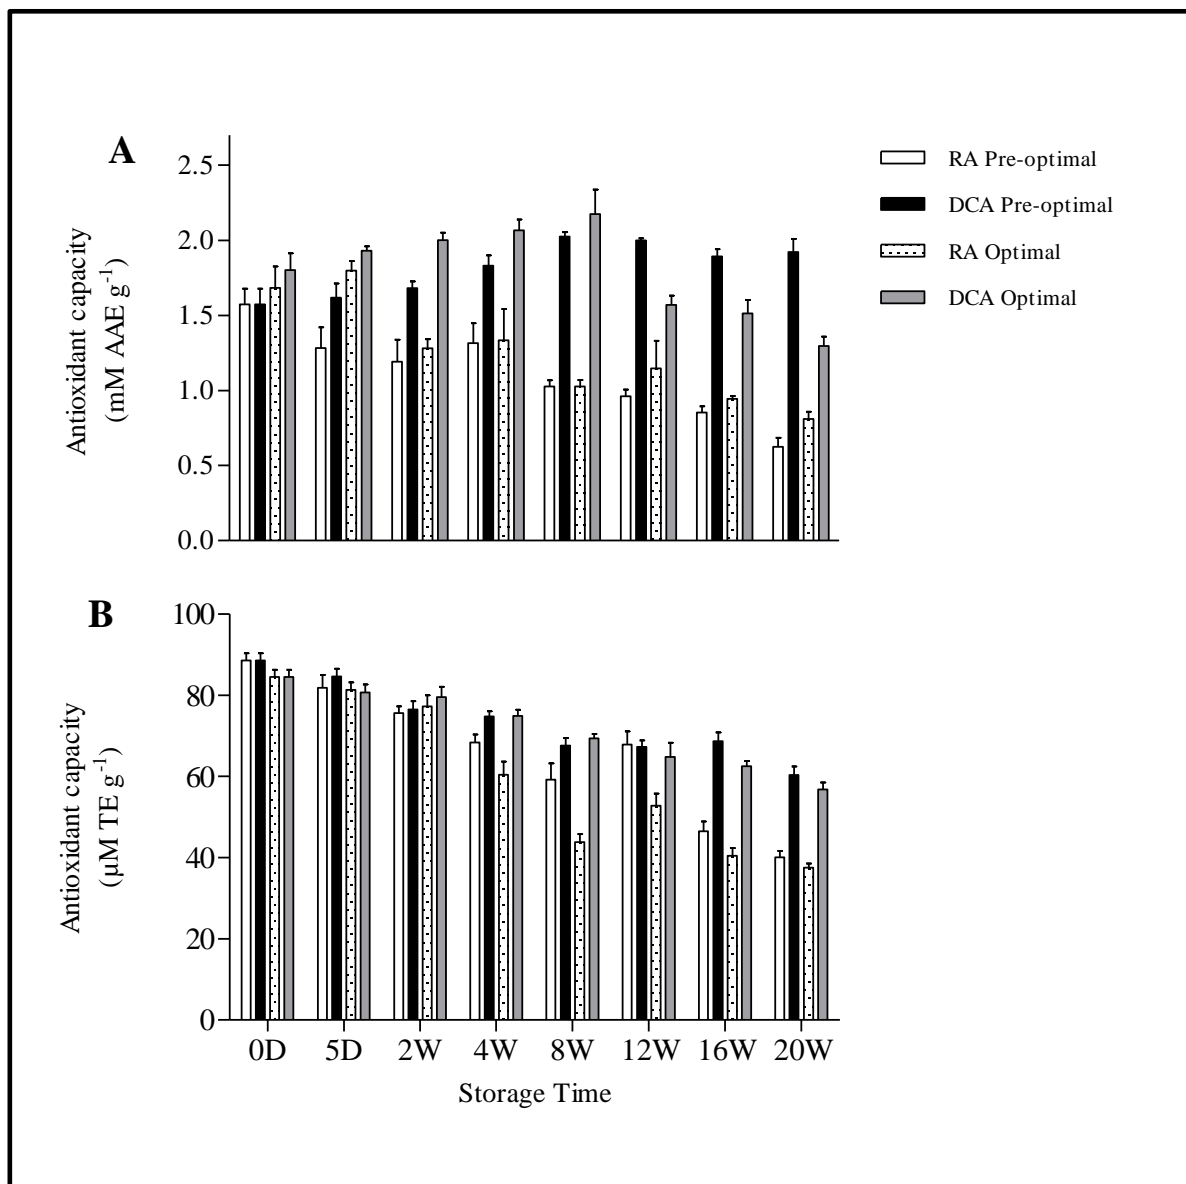 A
Antioxidant capacity
(mM AAE g⁻¹)
2.5
2.0
1.5
1.0
0.5
0.0
RA Pre-optimal
DCA Pre-optimal
RA Optimal
DCA Optimal
B
Antioxidant capacity
(μM TE g⁻¹)
100
80
60
40
20
0
0D 5D 2W 4W 8W 12W 16W 20W
Storage Time